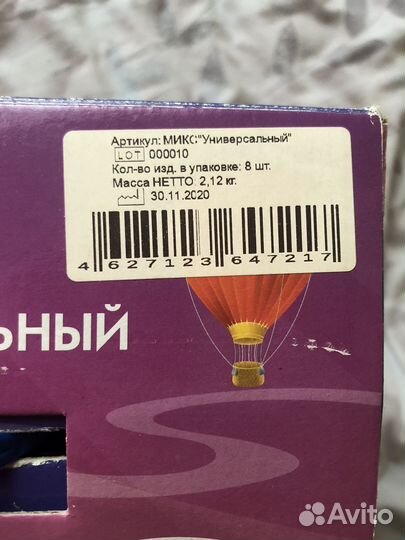 Артикул: МИКС"Универсальный"
LOT 000010
Кол-во изд. в упаковке: 8 шт.
Масса НЕТТО 2,12 кг.
30.11.2020
4 627123 647217
ЬНЫЙ
Avito